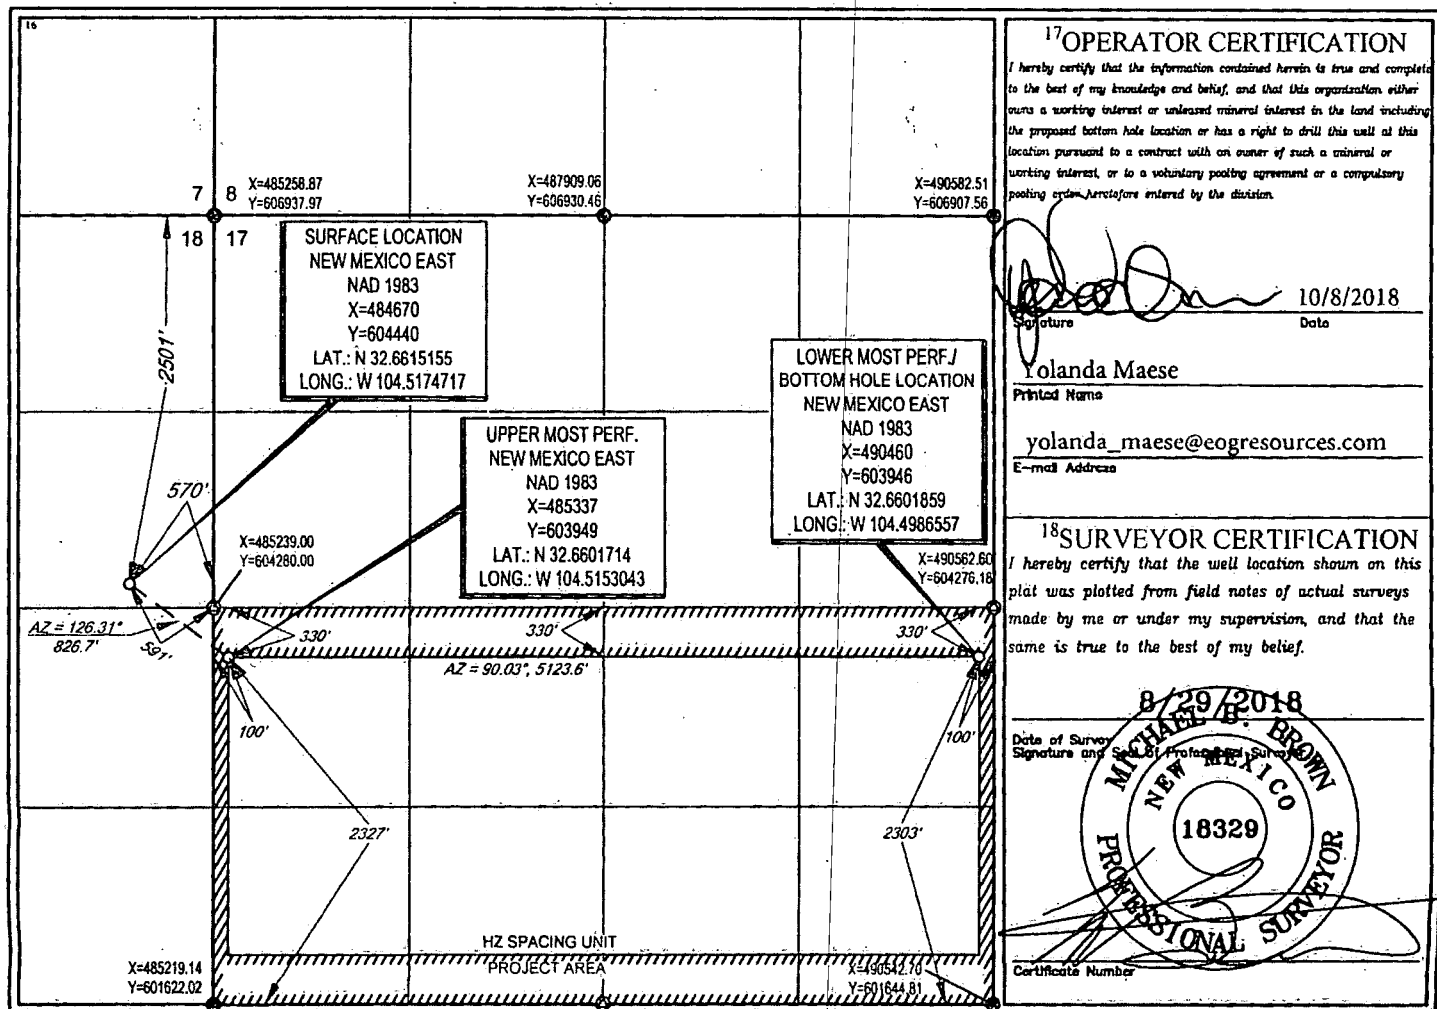 16
7 8
18 17
X=485258.87
Y=606937.97
X=487909.06
Y=606930.46
X=490582.51
Y=606907.56
SURFACE LOCATION
NEW MEXICO EAST
NAD 1983
X=484670
Y=604440
LAT.: N 32.6615155
LONG.: W 104.5174717
2501'
570'
UPPER MOST PERF.
NEW MEXICO EAST
NAD 1983
X=485337
Y=603949
LAT.: N 32.6601714
LONG.: W 104.5153043
LOWER MOST PERF./
BOTTOM HOLE LOCATION
NEW MEXICO EAST
NAD 1983
X=490460
Y=603946
LAT.: N 32.6601859
LONG.: W 104.4986557
X=485239.00
Y=604280.00
X=490562.60
Y=604276.18
AZ = 126.31°
826.7'
591'
330'
330'
330'
AZ = 90.03°, 5123.6'
100'
100'
2327'
2303'
HZ SPACING UNIT
PROJECT AREA
X=485219.14
Y=601622.02
X=490542.70
Y=601644.81
17OPERATOR CERTIFICATION
I hereby certify that the information contained herein is true and complete
to the best of my knowledge and belief, and that this organization either
owns a working interest or unleased mineral interest in the land including
the proposed bottom hole location or has a right to drill this well at this
location pursuant to a contract with an owner of such a mineral or
working interest, or to a voluntary pooling agreement or a compulsory
pooling order heretofore entered by the division.
10/8/2018
Signature Date
Yolanda Maese
Printed Name
yolanda_maese@eogresources.com
E-mail Address
18SURVEYOR CERTIFICATION
I hereby certify that the well location shown on this
plat was plotted from field notes of actual surveys
made by me or under my supervision, and that the
same is true to the best of my belief.
8/29/2018
Date of Survey
Signature and Seal of Professional Surveyor
MICHAEL B. BROWN
NEW MEXICO
18329
PROFESSIONAL SURVEYOR
Certificate Number